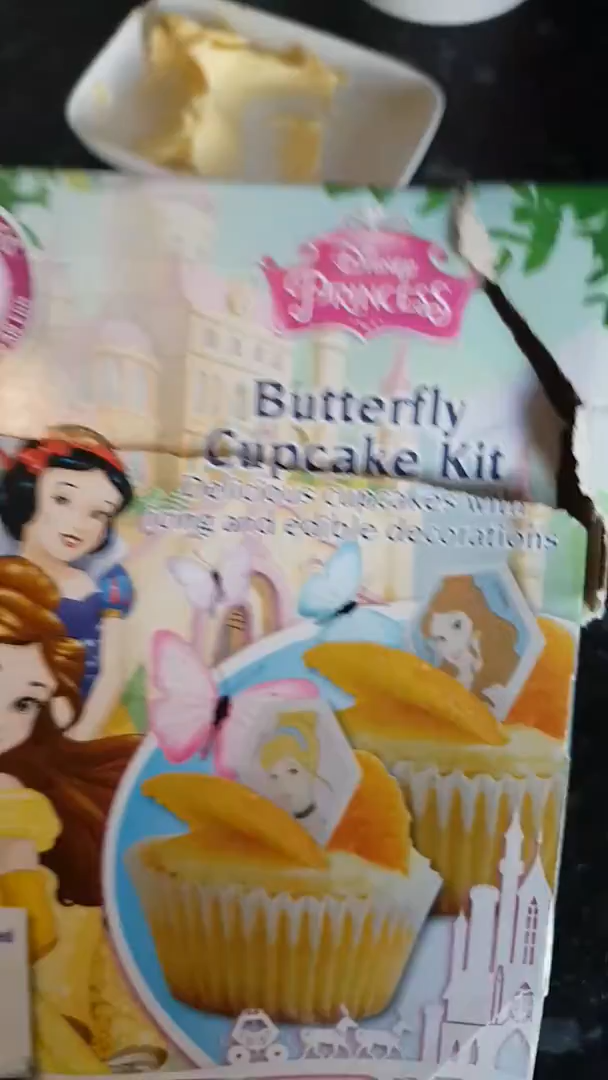 Disney
PRINCESS
Butterfly
Cupcake Kit
Delicious cupcakes with
icing and edible decorations